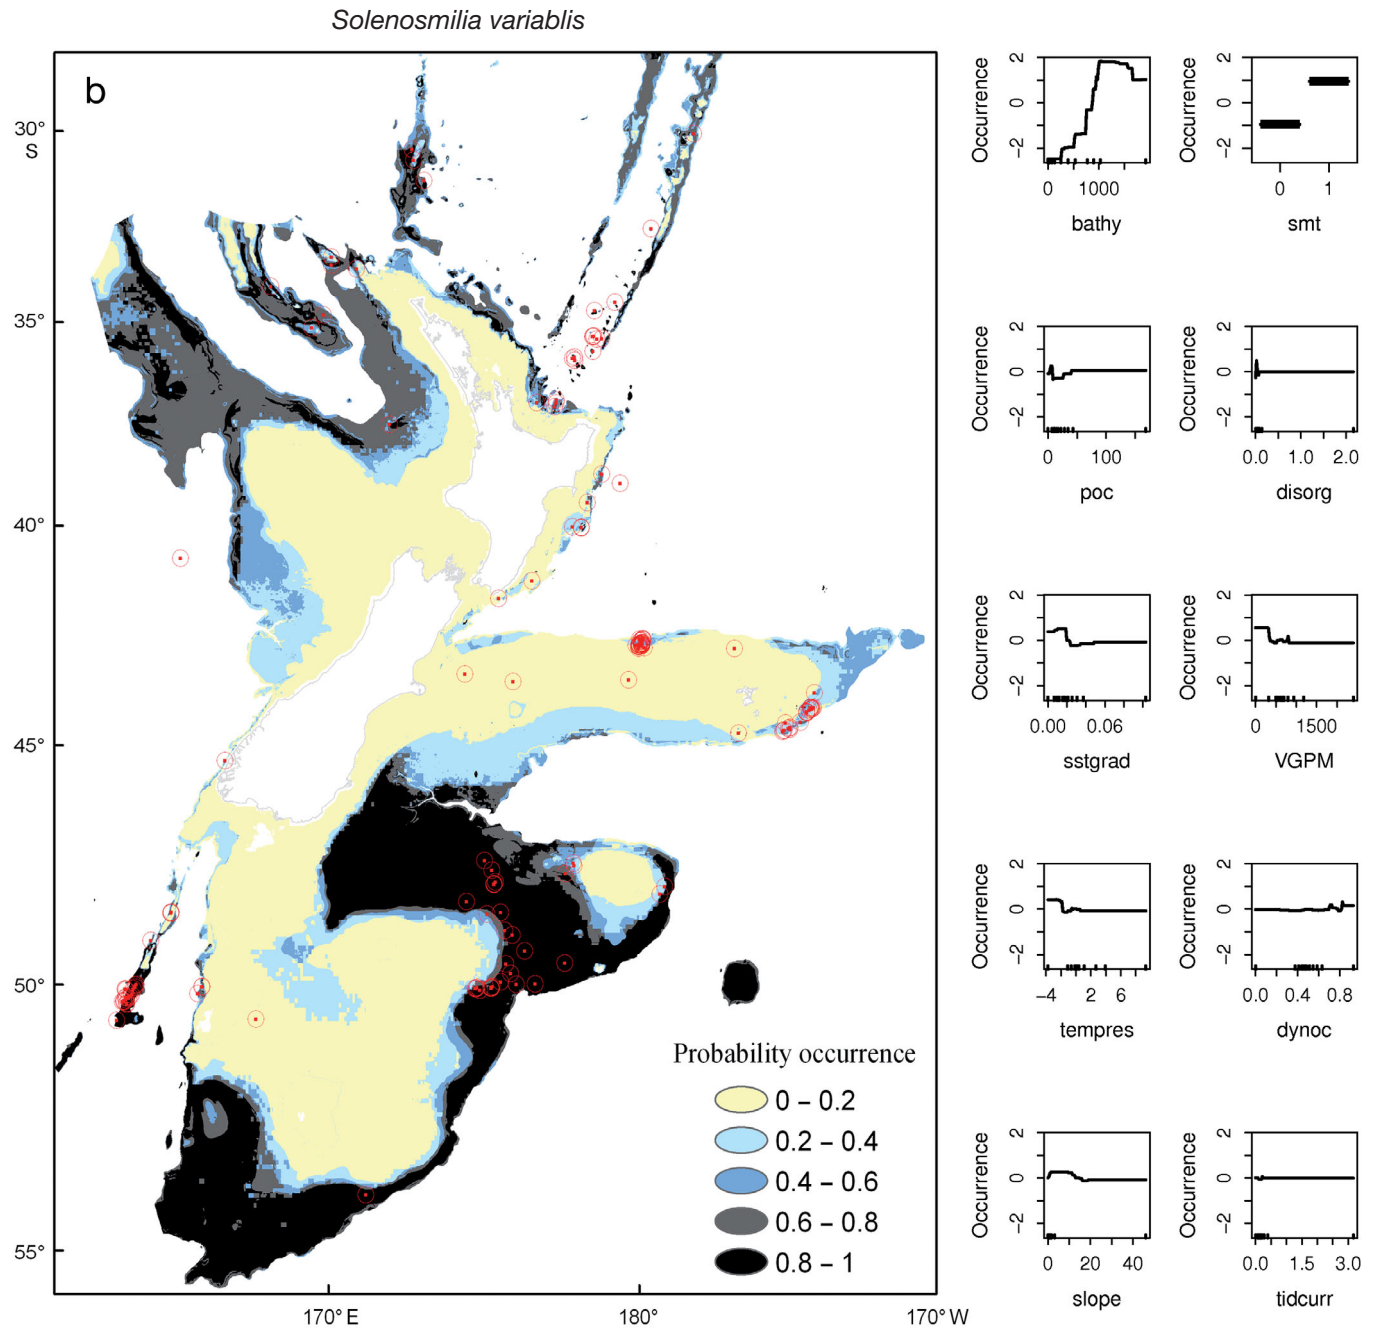 Solenosmilia variablis
b
30°
S
35°
40°
45°
50°
55°
170° E
180°
170° W
Probability occurrence
0 – 0.2
0.2 – 0.4
0.4 – 0.6
0.6 – 0.8
0.8 – 1
Occurrence
2
0
−2
0
1000
bathy
Occurrence
2
0
−2
0
1
smt
Occurrence
2
0
−2
0
100
poc
Occurrence
2
0
−2
0.0
1.0
2.0
disorg
Occurrence
2
0
−2
0.00
0.06
sstgrad
Occurrence
2
0
−2
0
1500
VGPM
Occurrence
2
0
−2
−4
2
6
tempres
Occurrence
2
0
−2
0.0
0.4
0.8
dynoc
Occurrence
2
0
−2
0
20
40
slope
Occurrence
2
0
−2
0.0
1.5
3.0
tidcurr